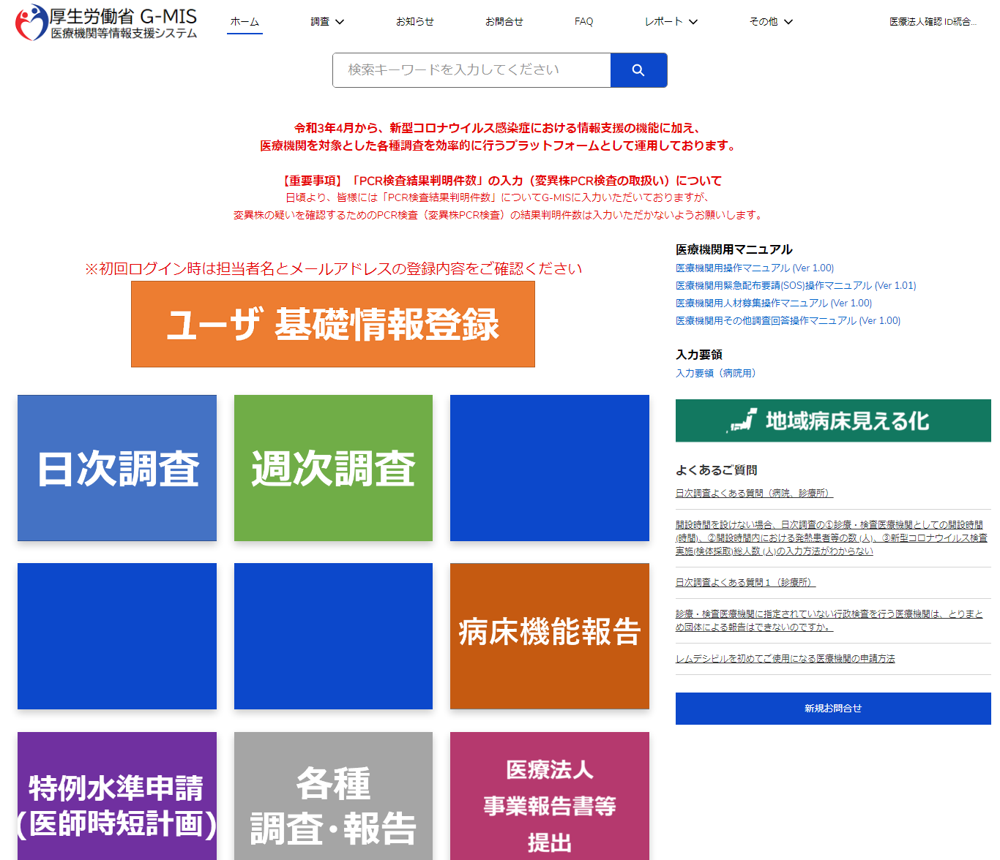 厚生労働省 G-MIS
医療機関等情報支援システム
ホーム
調査
お知らせ
お問合せ
FAQ
レポート
その他
医療法人確認 ID統合...
検索キーワードを入力してください
令和3年4月から、新型コロナウイルス感染症における情報支援の機能に加え、
医療機関を対象とした各種調査を効率的に行うプラットフォームとして運用しております。
【重要事項】「PCR検査結果判明件数」の入力（変異株PCR検査の取扱い）について
日頃より、皆様には「PCR検査結果判明件数」についてG-MISに入力いただいておりますが、
変異株の疑いを確認するためのPCR検査（変異株PCR検査）の結果判明件数は入力いただかないようお願いします。
※初回ログイン時は担当者名とメールアドレスの登録内容をご確認ください
ユーザ 基礎情報登録
日次調査
週次調査
病床機能報告
特例水準申請
(医師時短計画)
各種
調査・報告
医療法人
事業報告書等
提出
医療機関用マニュアル
医療機関用操作マニュアル (Ver 1.00)
医療機関用緊急配布要請(SOS)操作マニュアル (Ver 1.01)
医療機関用人材募集操作マニュアル (Ver 1.00)
医療機関用その他調査回答操作マニュアル (Ver 1.00)
入力要領
入力要領（病院用）
地域病床見える化
よくあるご質問
日次調査よくある質問（病院、診療所）
開設時間を設けない場合、日次調査の①診療・検査医療機関としての開設時間
(時間)、②開設時間内における発熱患者等の数 (人)、③新型コロナウイルス検査
実施(検体採取)総人数 (人)の入力方法がわからない
日次調査よくある質問１（診療所）
診療・検査医療機関に指定されていない行政検査を行う医療機関は、とりまと
め団体による報告はできないのですか。
レムデシビルを初めてご使用になる医療機関の申請方法
新規お問合せ